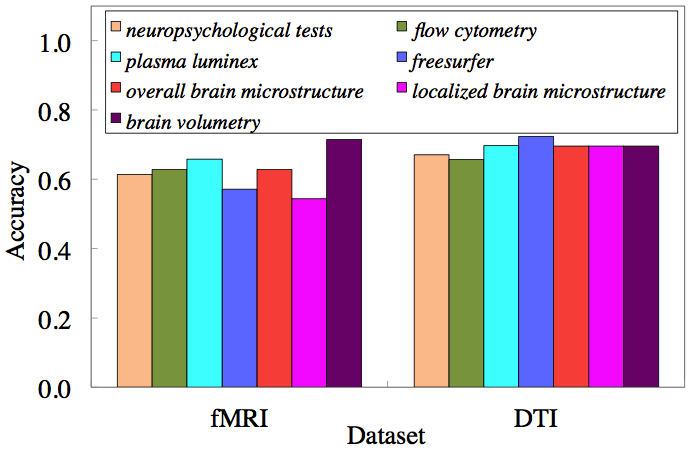 1.0
0.8
0.6
0.4
0.2
0.0
Accuracy
neuropsychological tests
flow cytometry
plasma luminex
freesurfer
overall brain microstructure
localized brain microstructure
brain volumetry
fMRI
DTI
Dataset